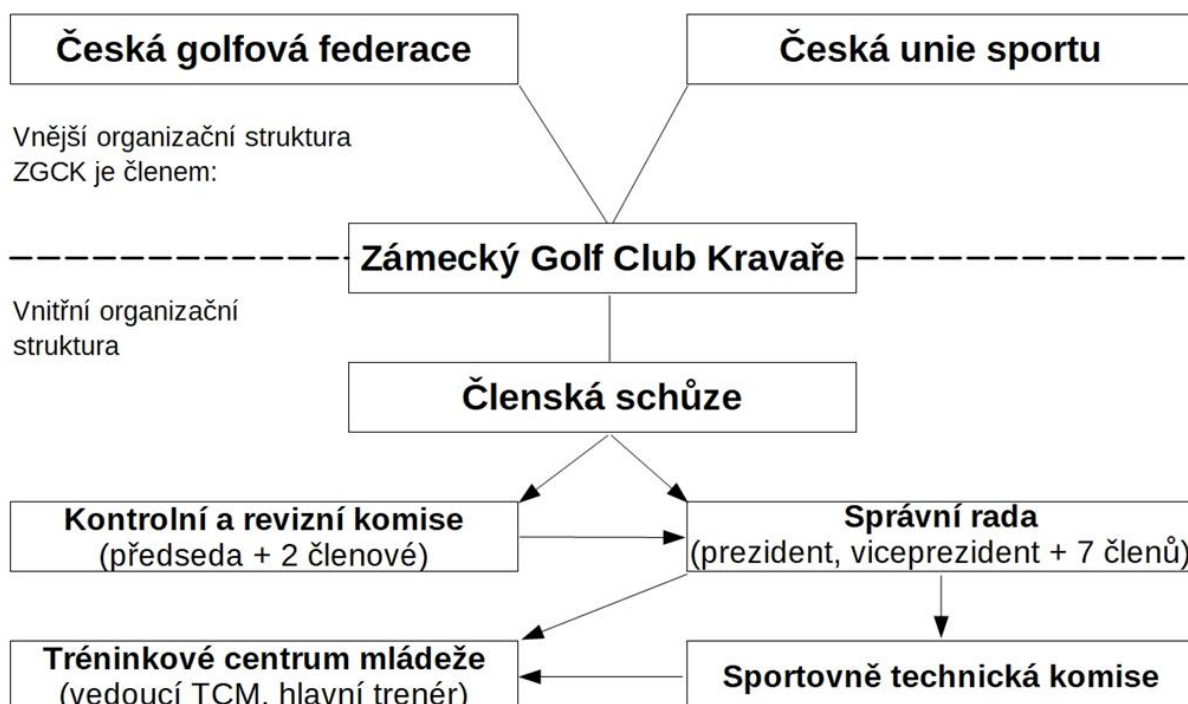 Česká golfová federace
Česká unie sportu
Vnější organizační struktura
ZGCK je členem:
Zámecký Golf Club Kravaře
Vnitřní organizační
struktura
Členská schůze
Kontrolní a revizní komise
(předseda + 2 členové)
Správní rada
(prezident, viceprezident + 7 členů)
Tréninkové centrum mládeže
(vedoucí TCM, hlavní trenér)
Sportovně technická komise